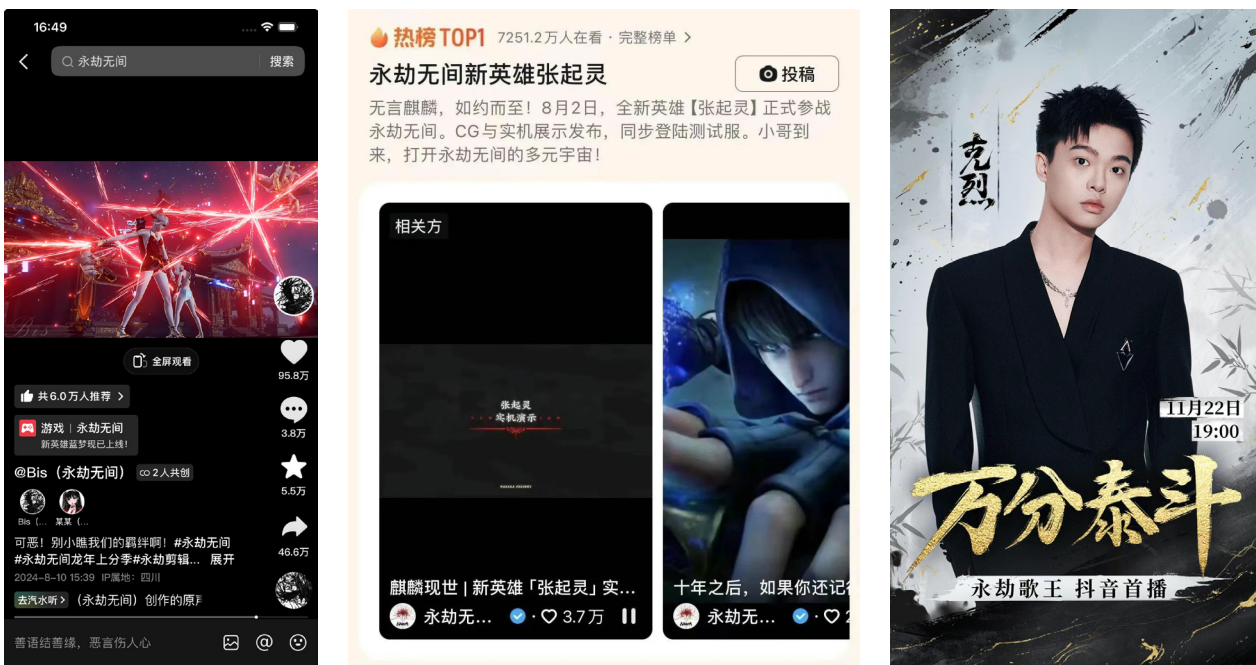 16:49
永劫无间
搜索
Bis
全屏观看
95.8万
共6.0万人推荐 >
3.8万
游戏 | 永劫无间
新英雄蓝梦现已上线!
@Bis（永劫无间） 2人共创
5.5万
Bis（... 某某（...
可恶！别小瞧我们的羁绊啊！#永劫无间
#永劫无间龙年上分季#永劫剪辑... 展开
46.6万
2024-8-10 15:39 IP属地：四川
去汽水听 >（永劫无间）创作的原声
善语结善缘，恶言伤人心
热榜TOP1 7251.2万人在看 · 完整榜单 >
永劫无间新英雄张起灵
投稿
无言麒麟，如约而至！8月2日，全新英雄【张起灵】正式参战
永劫无间。CG与实机展示发布，同步登陆测试服。小哥到
来，打开永劫无间的多元宇宙！
相关方
张起灵
实机演示
麒麟现世 | 新英雄「张起灵」实...
永劫无... · 3.7万
十年之后，如果你还记得
永劫无... · 2
克烈
11月22日
19:00
万分泰斗
永劫歌王 抖音首播